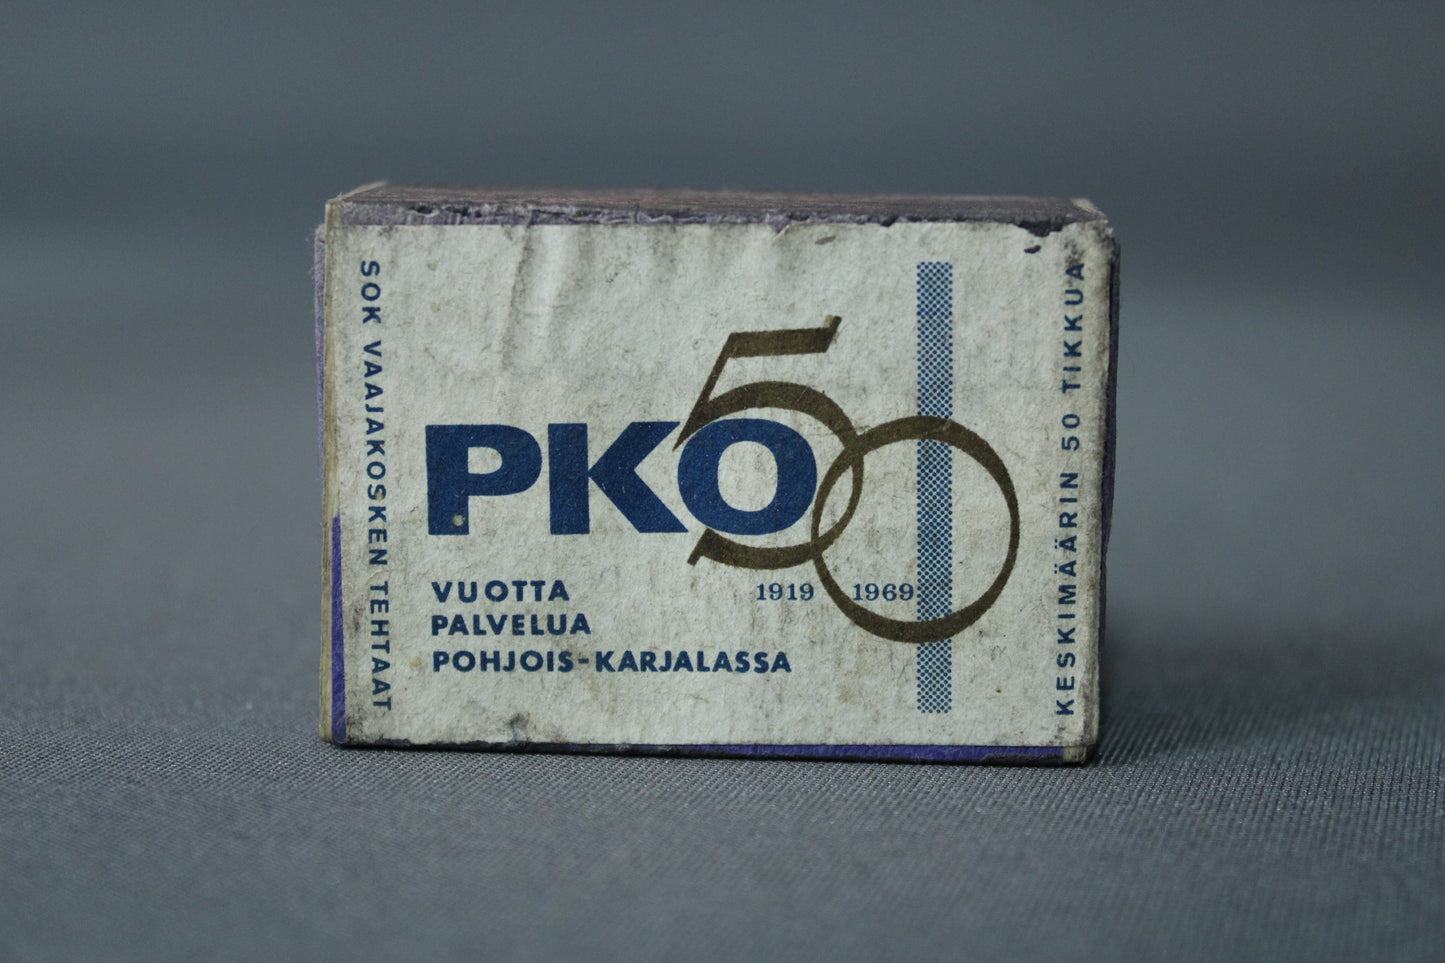 SOK VAAJAKOSKEN TEHTAAT
PKO 50
1919 1969
VUOTTA
PALVELUA
POHJOIS-KARJALASSA
KESKIMÄÄRIN 50 TIKKUA